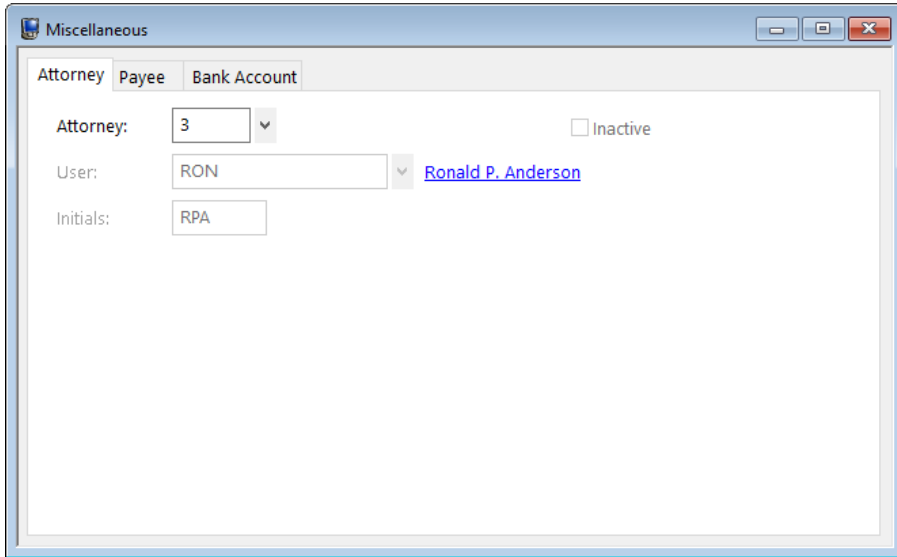 Miscellaneous
Attorney Payee Bank Account
Attorney: 3 Inactive
User: RON Ronald P. Anderson
Initials: RPA